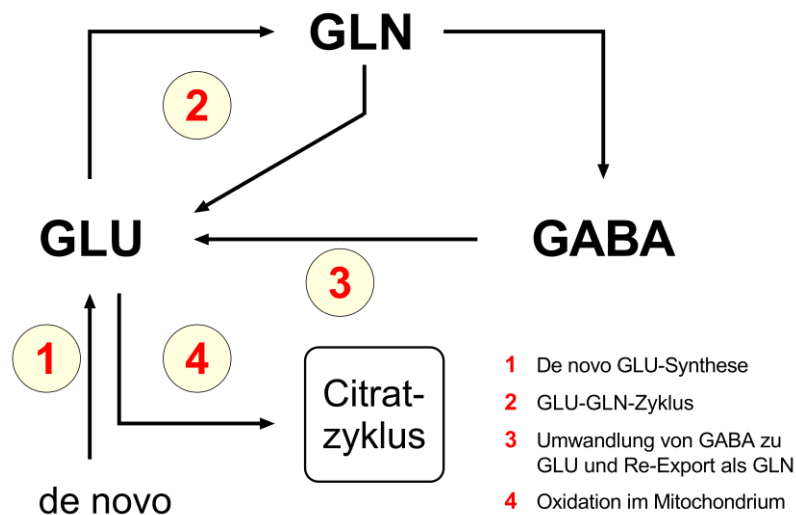 GLN
2
GLU
GABA
3
1
4
Citrat-
zyklus
de novo
1 De novo GLU-Synthese
2 GLU-GLN-Zyklus
3 Umwandlung von GABA zu
GLU und Re-Export als GLN
4 Oxidation im Mitochondrium